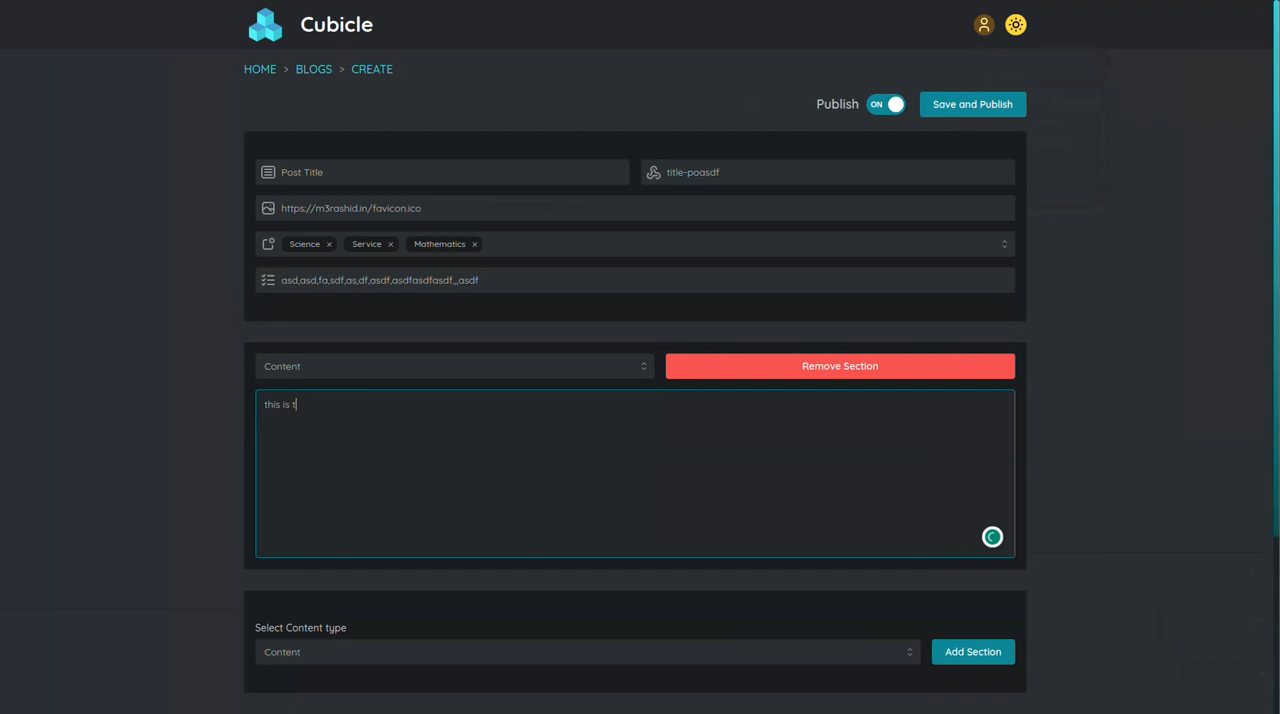 Cubicle
HOME > BLOGS > CREATE
Publish ON Save and Publish
Post Title title-poasdf
https://m3rashid.in/favicon.ico
Science × Service × Mathematics ×
asd,asd,fa,sdf,as,df,asdf,asdfasdfasdf,,,asdf
Content Remove Section
this is t
Select Content type
Content Add Section